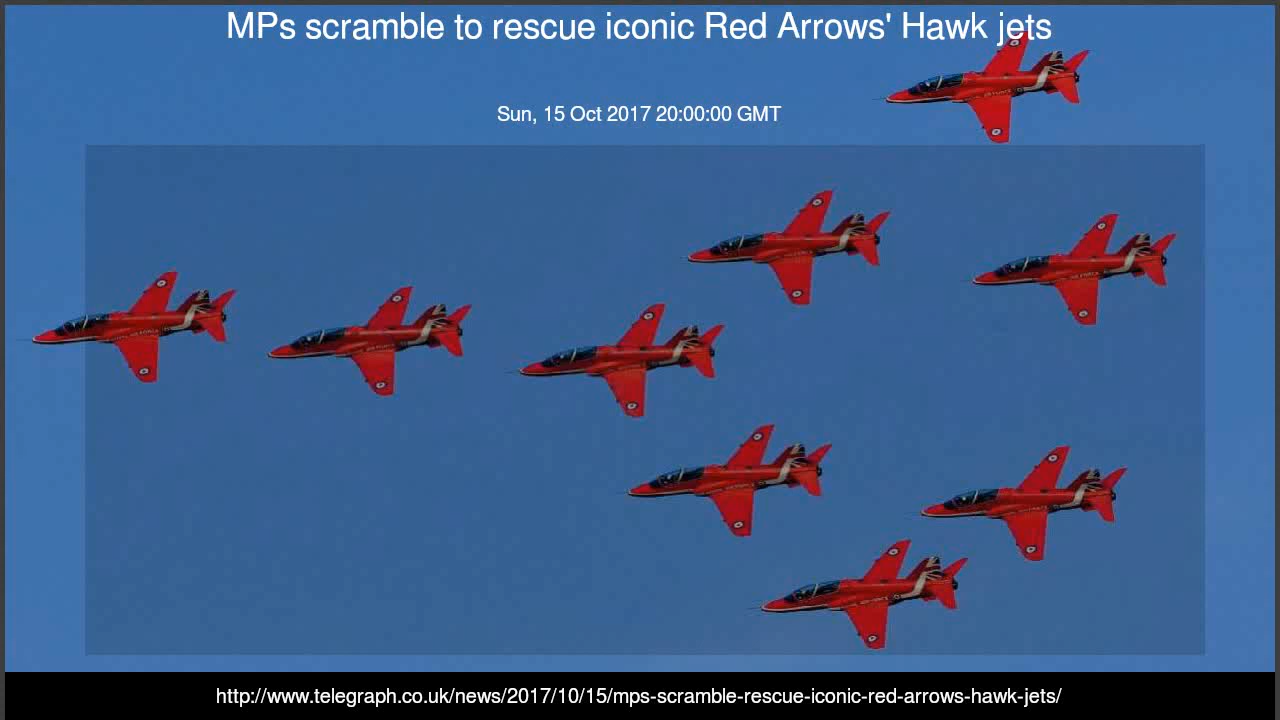 MPs scramble to rescue iconic Red Arrows' Hawk jets
Sun, 15 Oct 2017 20:00:00 GMT
http://www.telegraph.co.uk/news/2017/10/15/mps-scramble-rescue-iconic-red-arrows-hawk-jets/